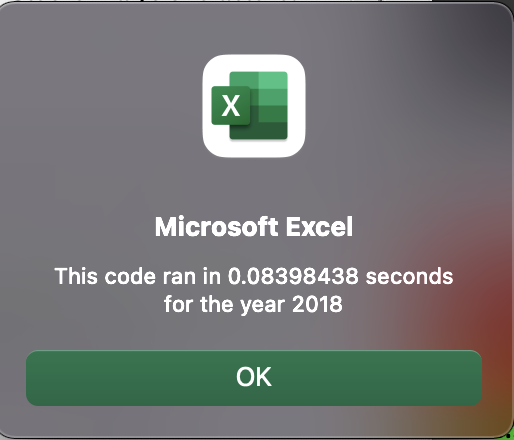 X
Microsoft Excel
This code ran in 0.08398438 seconds
for the year 2018
OK